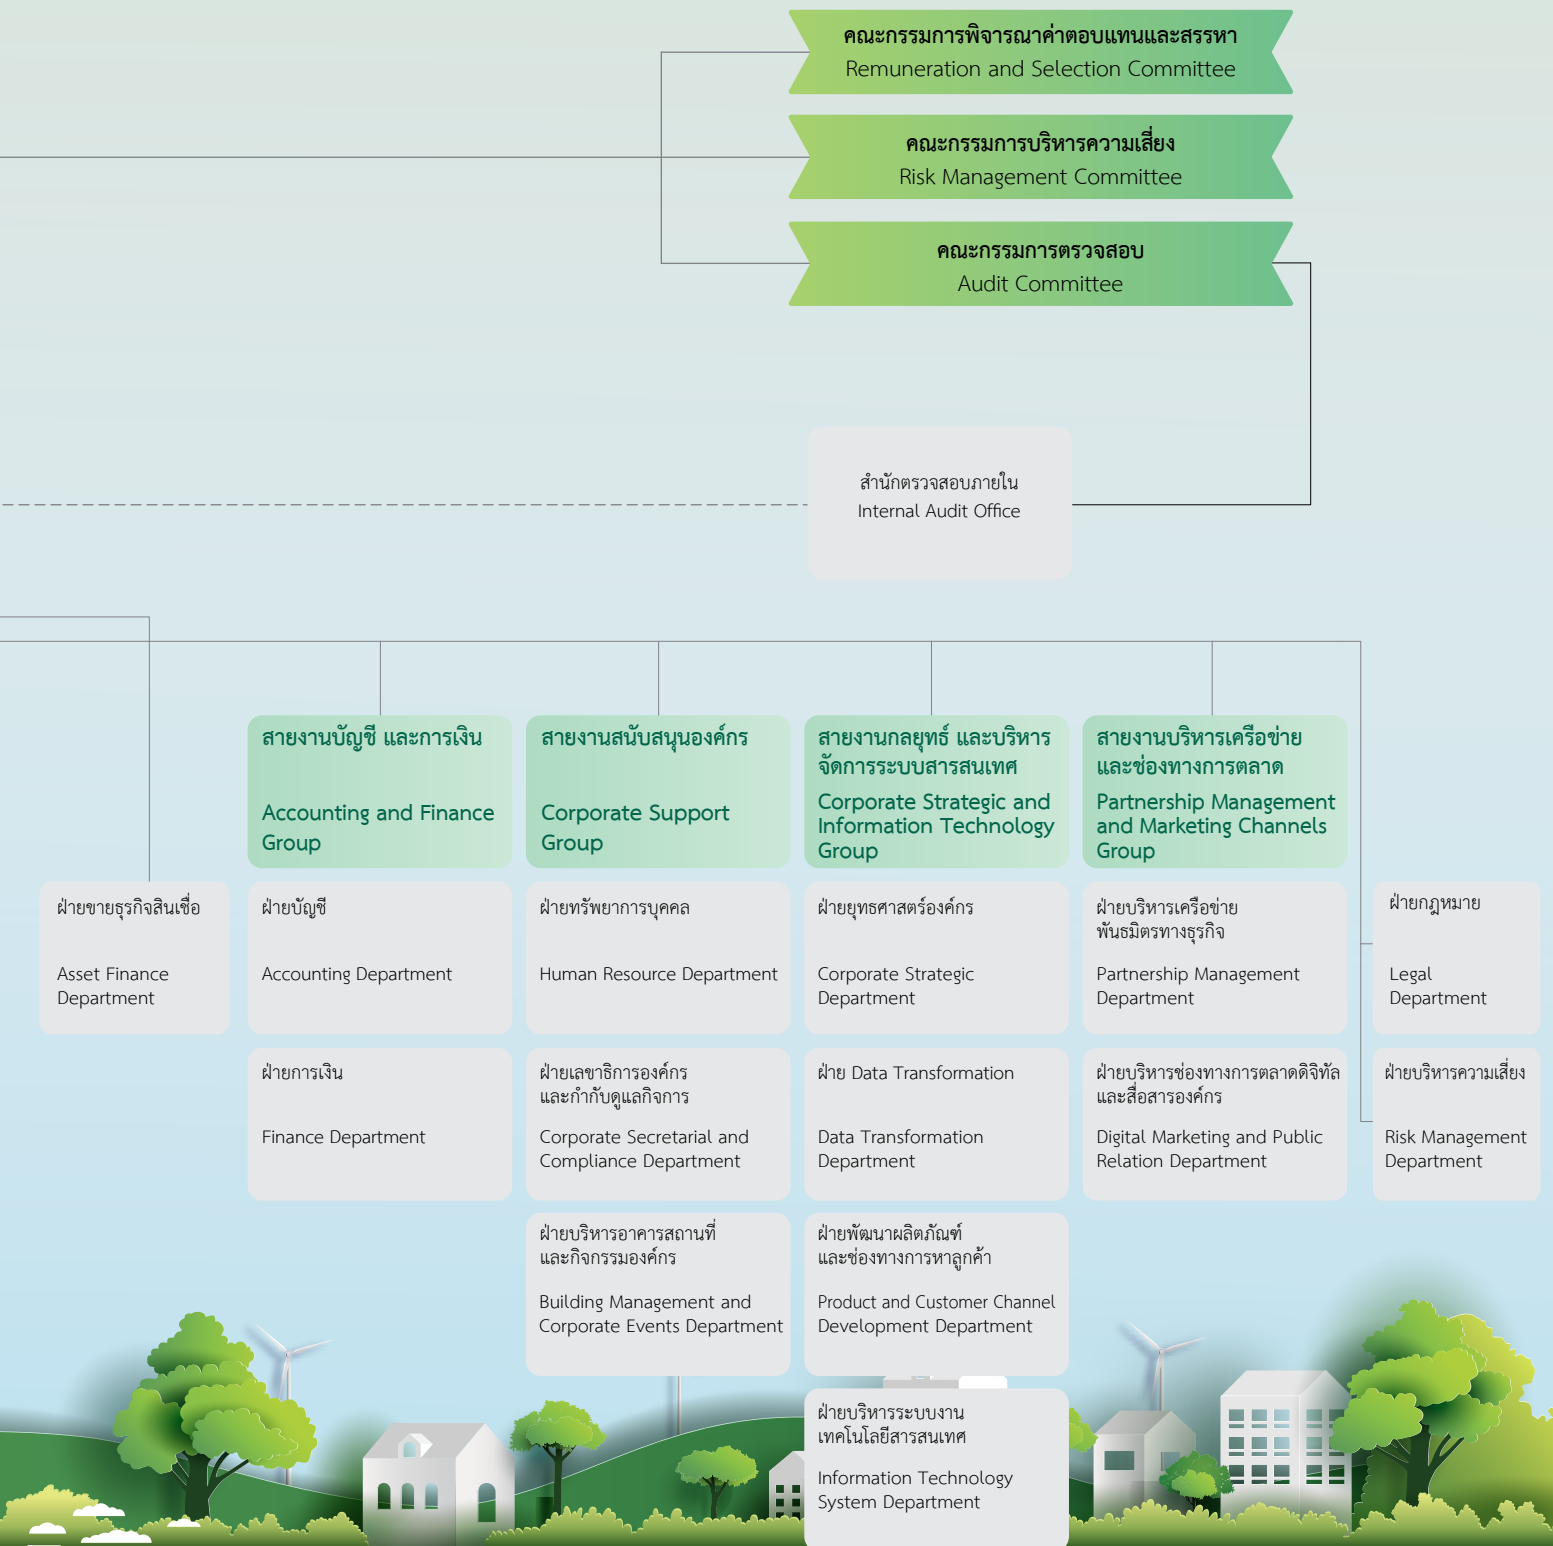 คณะกรรมการพิจารณาค่าตอบแทนและสรรหา
Remuneration and Selection Committee
คณะกรรมการบริหารความเสี่ยง
Risk Management Committee
คณะกรรมการตรวจสอบ
Audit Committee
สำนักตรวจสอบภายใน
Internal Audit Office
สายงานบัญชี และการเงิน
Accounting and Finance
Group
สายงานสนับสนุนองค์กร
Corporate Support
Group
สายงานกลยุทธ์ และบริหาร
จัดการระบบสารสนเทศ
Corporate Strategic and
Information Technology
Group
สายงานบริหารเครือข่าย
และช่องทางการตลาด
Partnership Management
and Marketing Channels
Group
ฝ่ายขายธุรกิจสินเชื่อ
Asset Finance
Department
ฝ่ายบัญชี
Accounting Department
ฝ่ายทรัพยาการบุคคล
Human Resource Department
ฝ่ายยุทธศาสตร์องค์กร
Corporate Strategic
Department
ฝ่ายบริหารเครือข่าย
พันธมิตรทางธุรกิจ
Partnership Management
Department
ฝ่ายกฎหมาย
Legal
Department
ฝ่ายการเงิน
Finance Department
ฝ่ายเลขาธิการองค์กร
และกำกับดูแลกิจการ
Corporate Secretarial and
Compliance Department
ฝ่าย Data Transformation
Data Transformation
Department
ฝ่ายบริหารช่องทางการตลาดดิจิทัล
และสื่อสารองค์กร
Digital Marketing and Public
Relation Department
ฝ่ายบริหารความเสี่ยง
Risk Management
Department
ฝ่ายบริหารอาคารสถานที่
และกิจกรรมองค์กร
Building Management and
Corporate Events Department
ฝ่ายพัฒนาผลิตภัณฑ์
และช่องทางการหาลูกค้า
Product and Customer Channel
Development Department
ฝ่ายบริหารระบบงาน
เทคโนโลยีสารสนเทศ
Information Technology
System Department